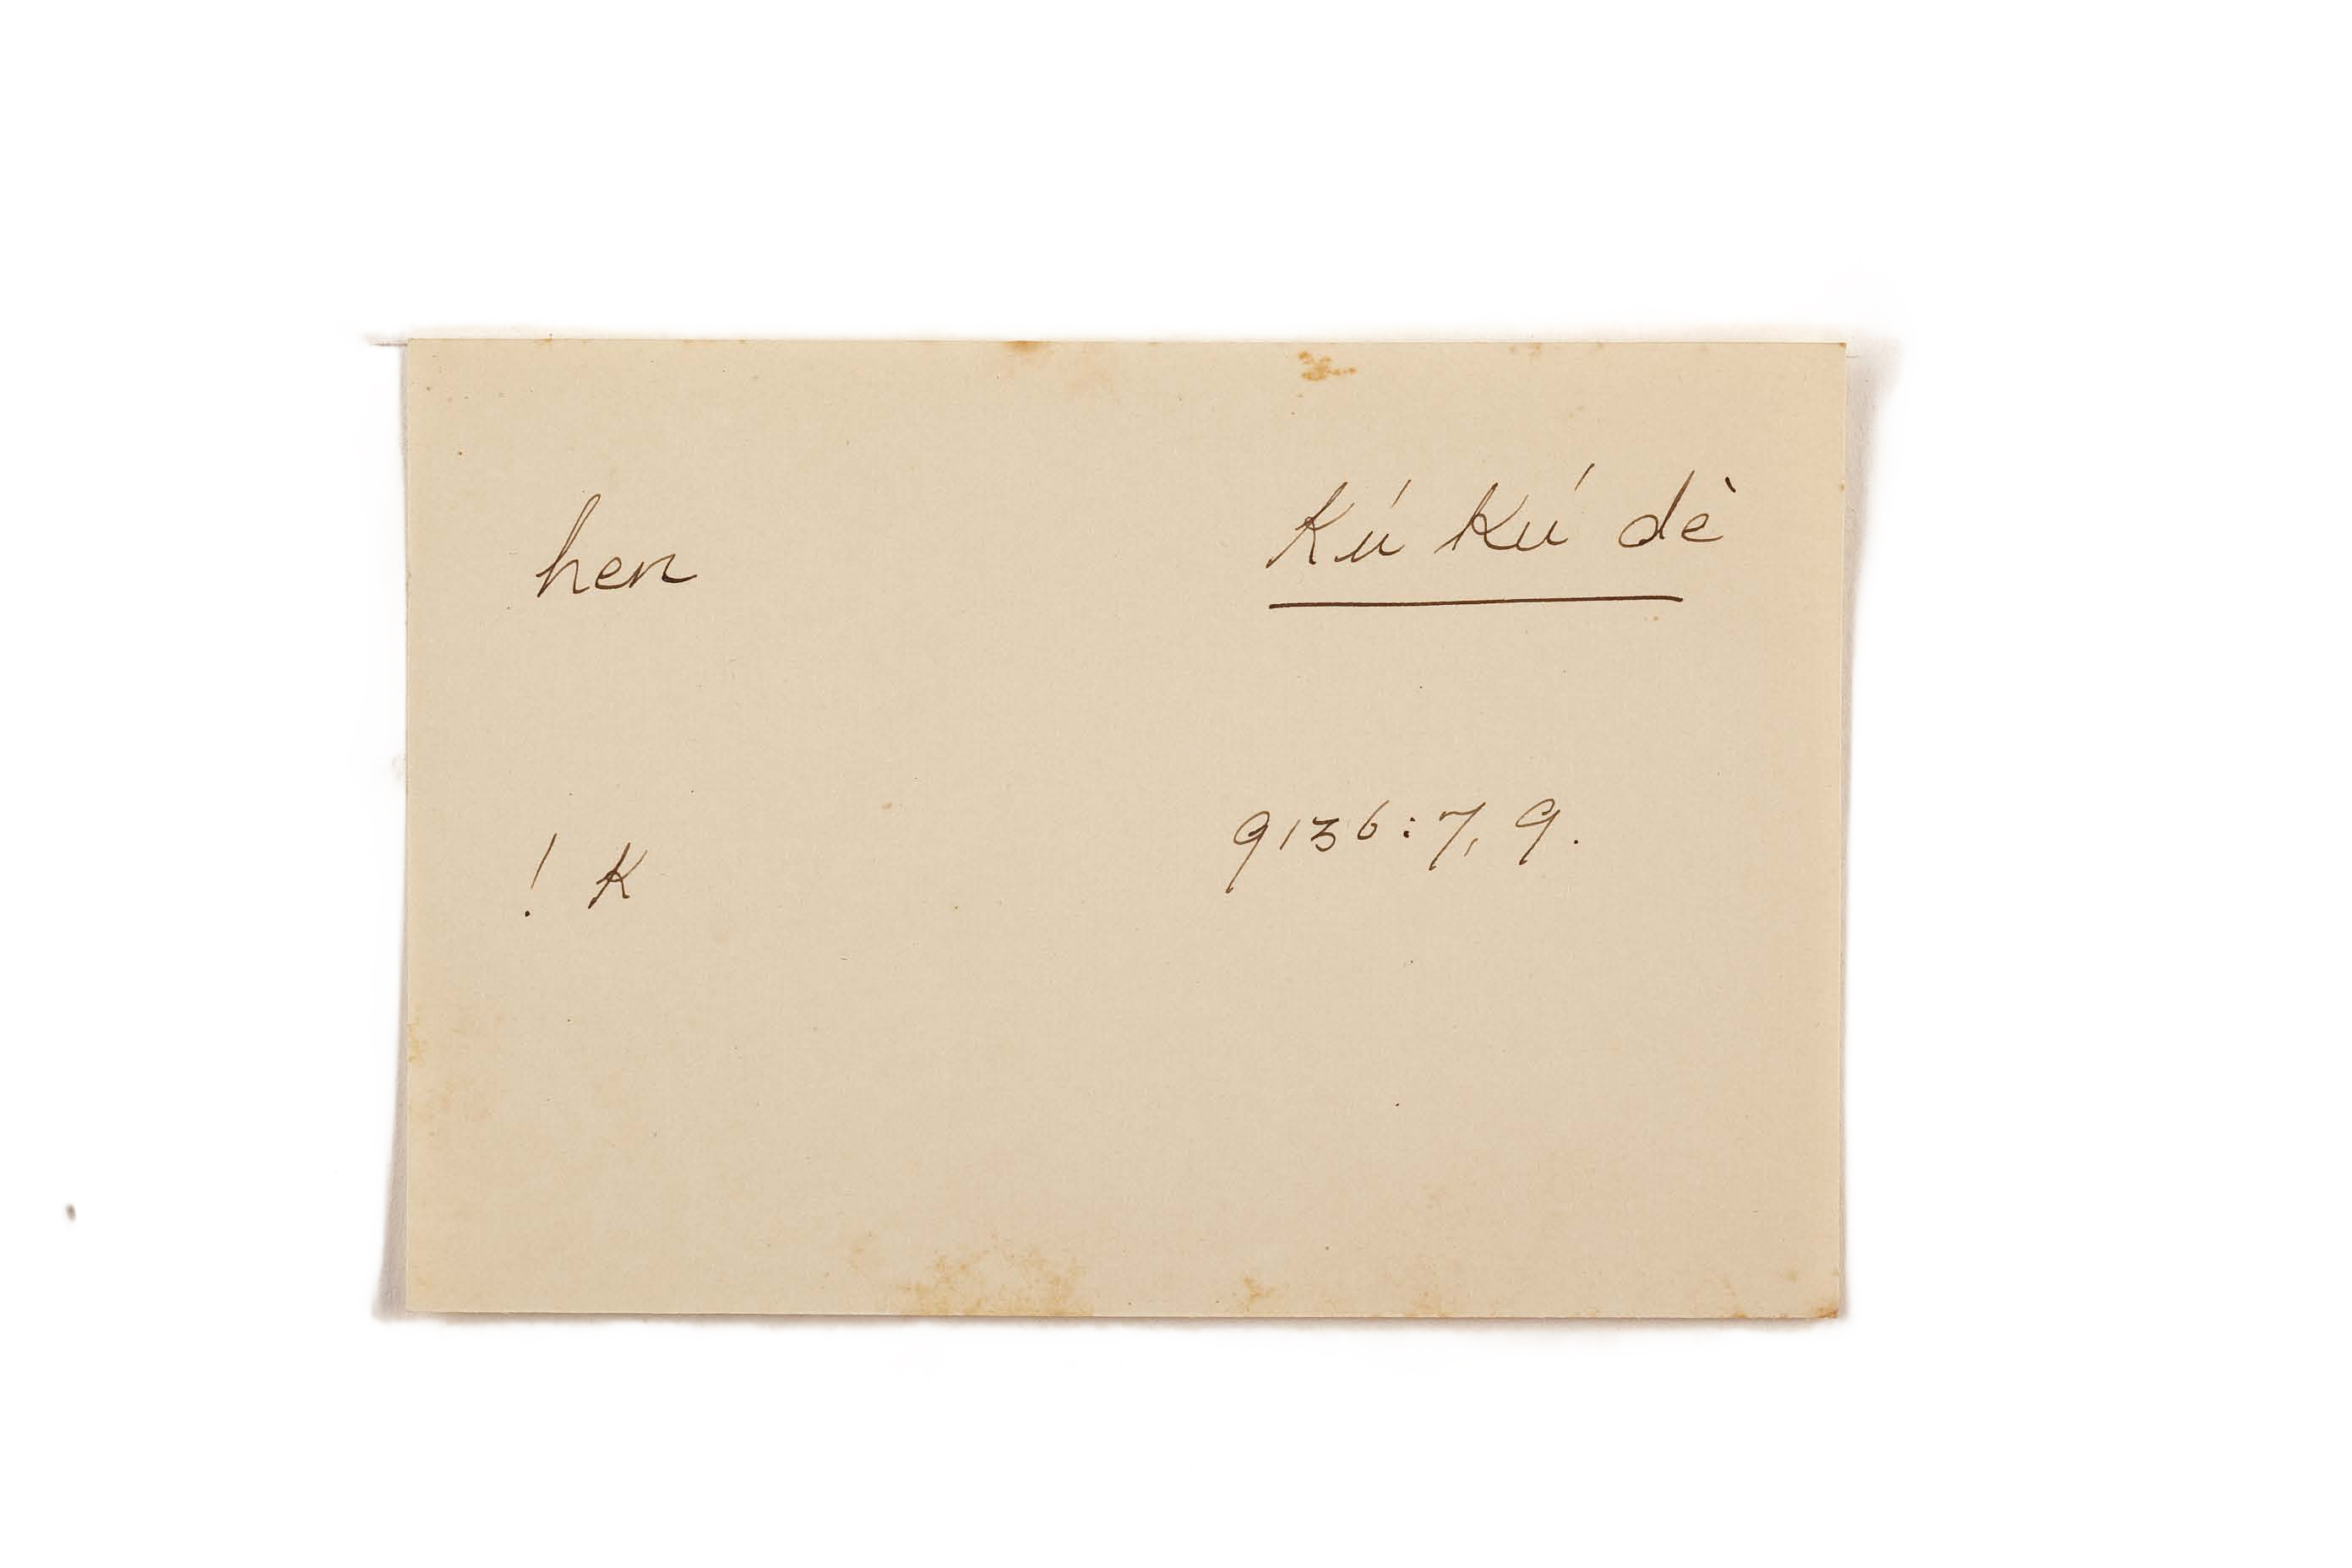 hen Kú Kú dè
! K 9136:7, 9.